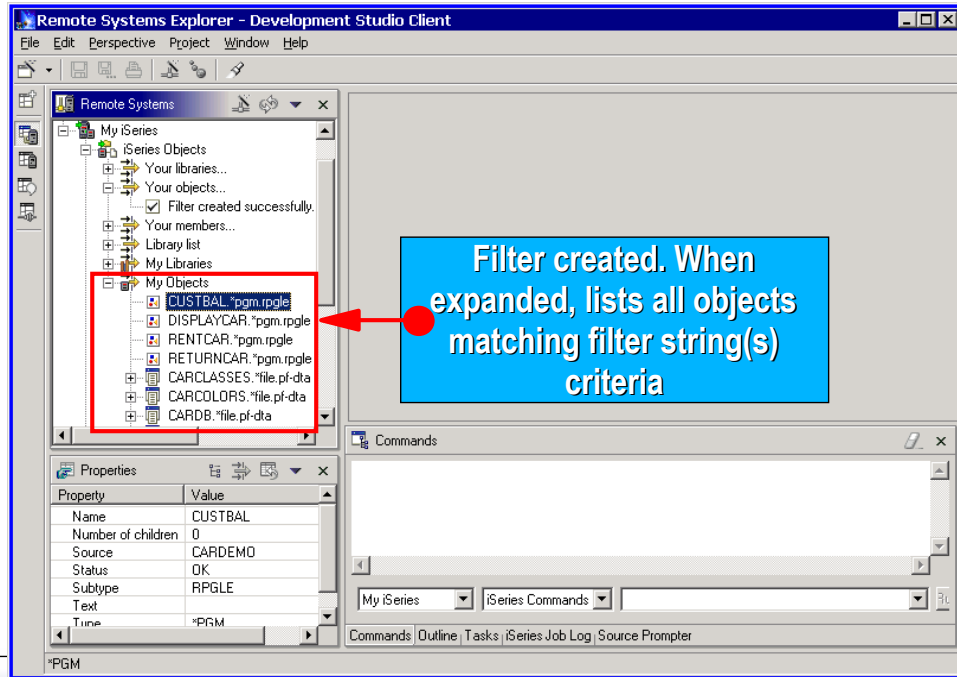 Remote Systems Explorer - Development Studio Client
File Edit Perspective Project Window Help
Remote Systems
My iSeries
iSeries Objects
Your libraries...
Your objects...
Filter created successfully.
Your members...
Library list
My Libraries
My Objects
CUSTBAL.*pgm.rpgle
DISPLAYCAR.*pgm.rpgle
RENTCAR.*pgm.rpgle
RETURNCAR.*pgm.rpgle
CARCLASSES.*file.pf-dta
CARCOLORS.*file.pf-dta
CARDB.*file.pf-dta
Filter created. When
expanded, lists all objects
matching filter string(s)
criteria
Properties
Property Value
Name CUSTBAL
Number of children 0
Source CARDEMO
Status OK
Subtype RPGLE
Text
Type *PGM
Commands
My iSeries iSeries Commands
Commands Outline Tasks iSeries Job Log Source Prompter
*PGM